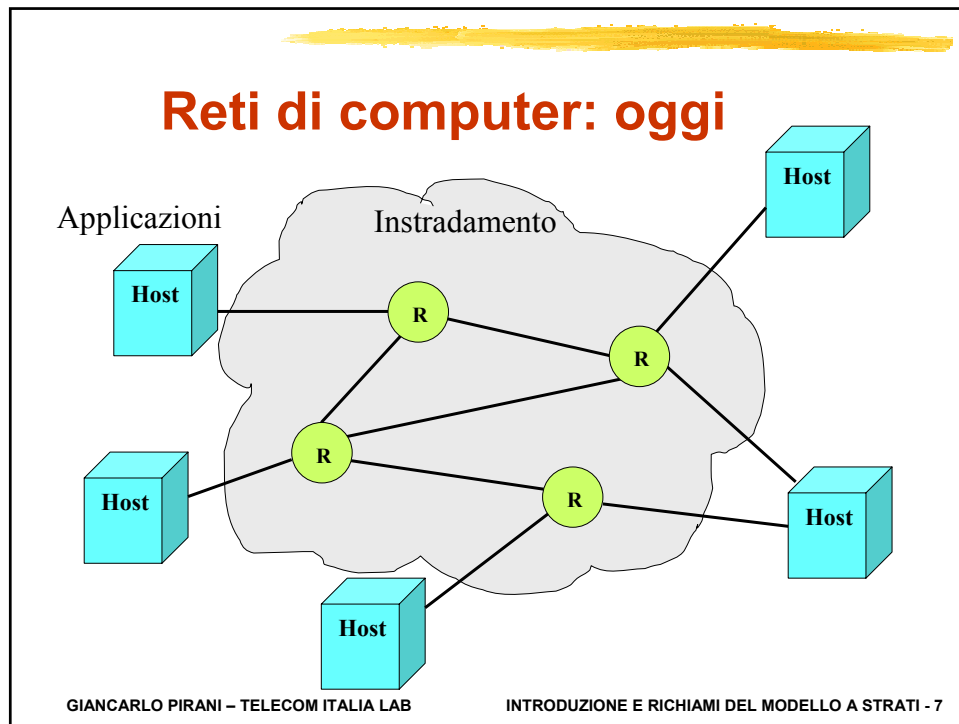 Reti di computer: oggi
Host
Applicazioni
Instradamento
Host
R
R
R
Host
R
Host
Host
GIANCARLO PIRANI – TELECOM ITALIA LAB
INTRODUZIONE E RICHIAMI DEL MODELLO A STRATI - 7